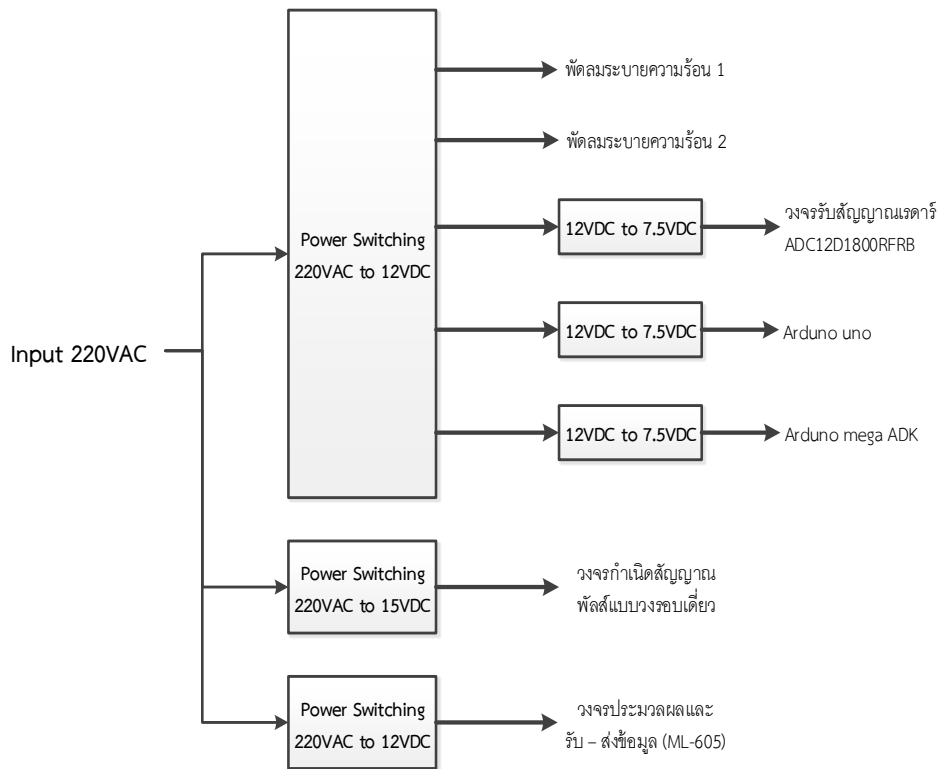 Input 220VAC
Power Switching
220VAC to 12VDC
พัดลมระบายความร้อน 1
พัดลมระบายความร้อน 2
12VDC to 7.5VDC
วงจรรับสัญญาณเรดาร์
ADC12D1800RFRB
12VDC to 7.5VDC
Arduno uno
12VDC to 7.5VDC
Arduno mega ADK
Power Switching
220VAC to 15VDC
วงจรกำเนิดสัญญาณ
พัลส์แบบวงรอบเดี่ยว
Power Switching
220VAC to 12VDC
วงจรประมวลผลและ
รับ – ส่งข้อมูล (ML-605)